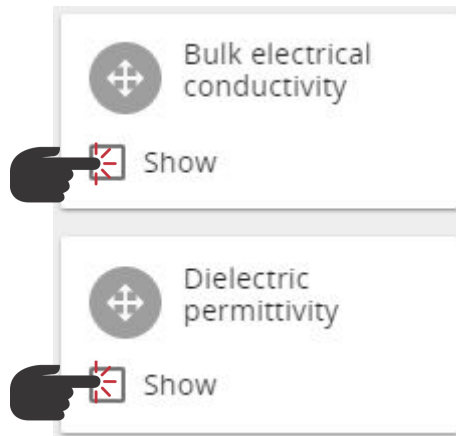 Bulk electrical
conductivity
Show
Dielectric
permittivity
Show